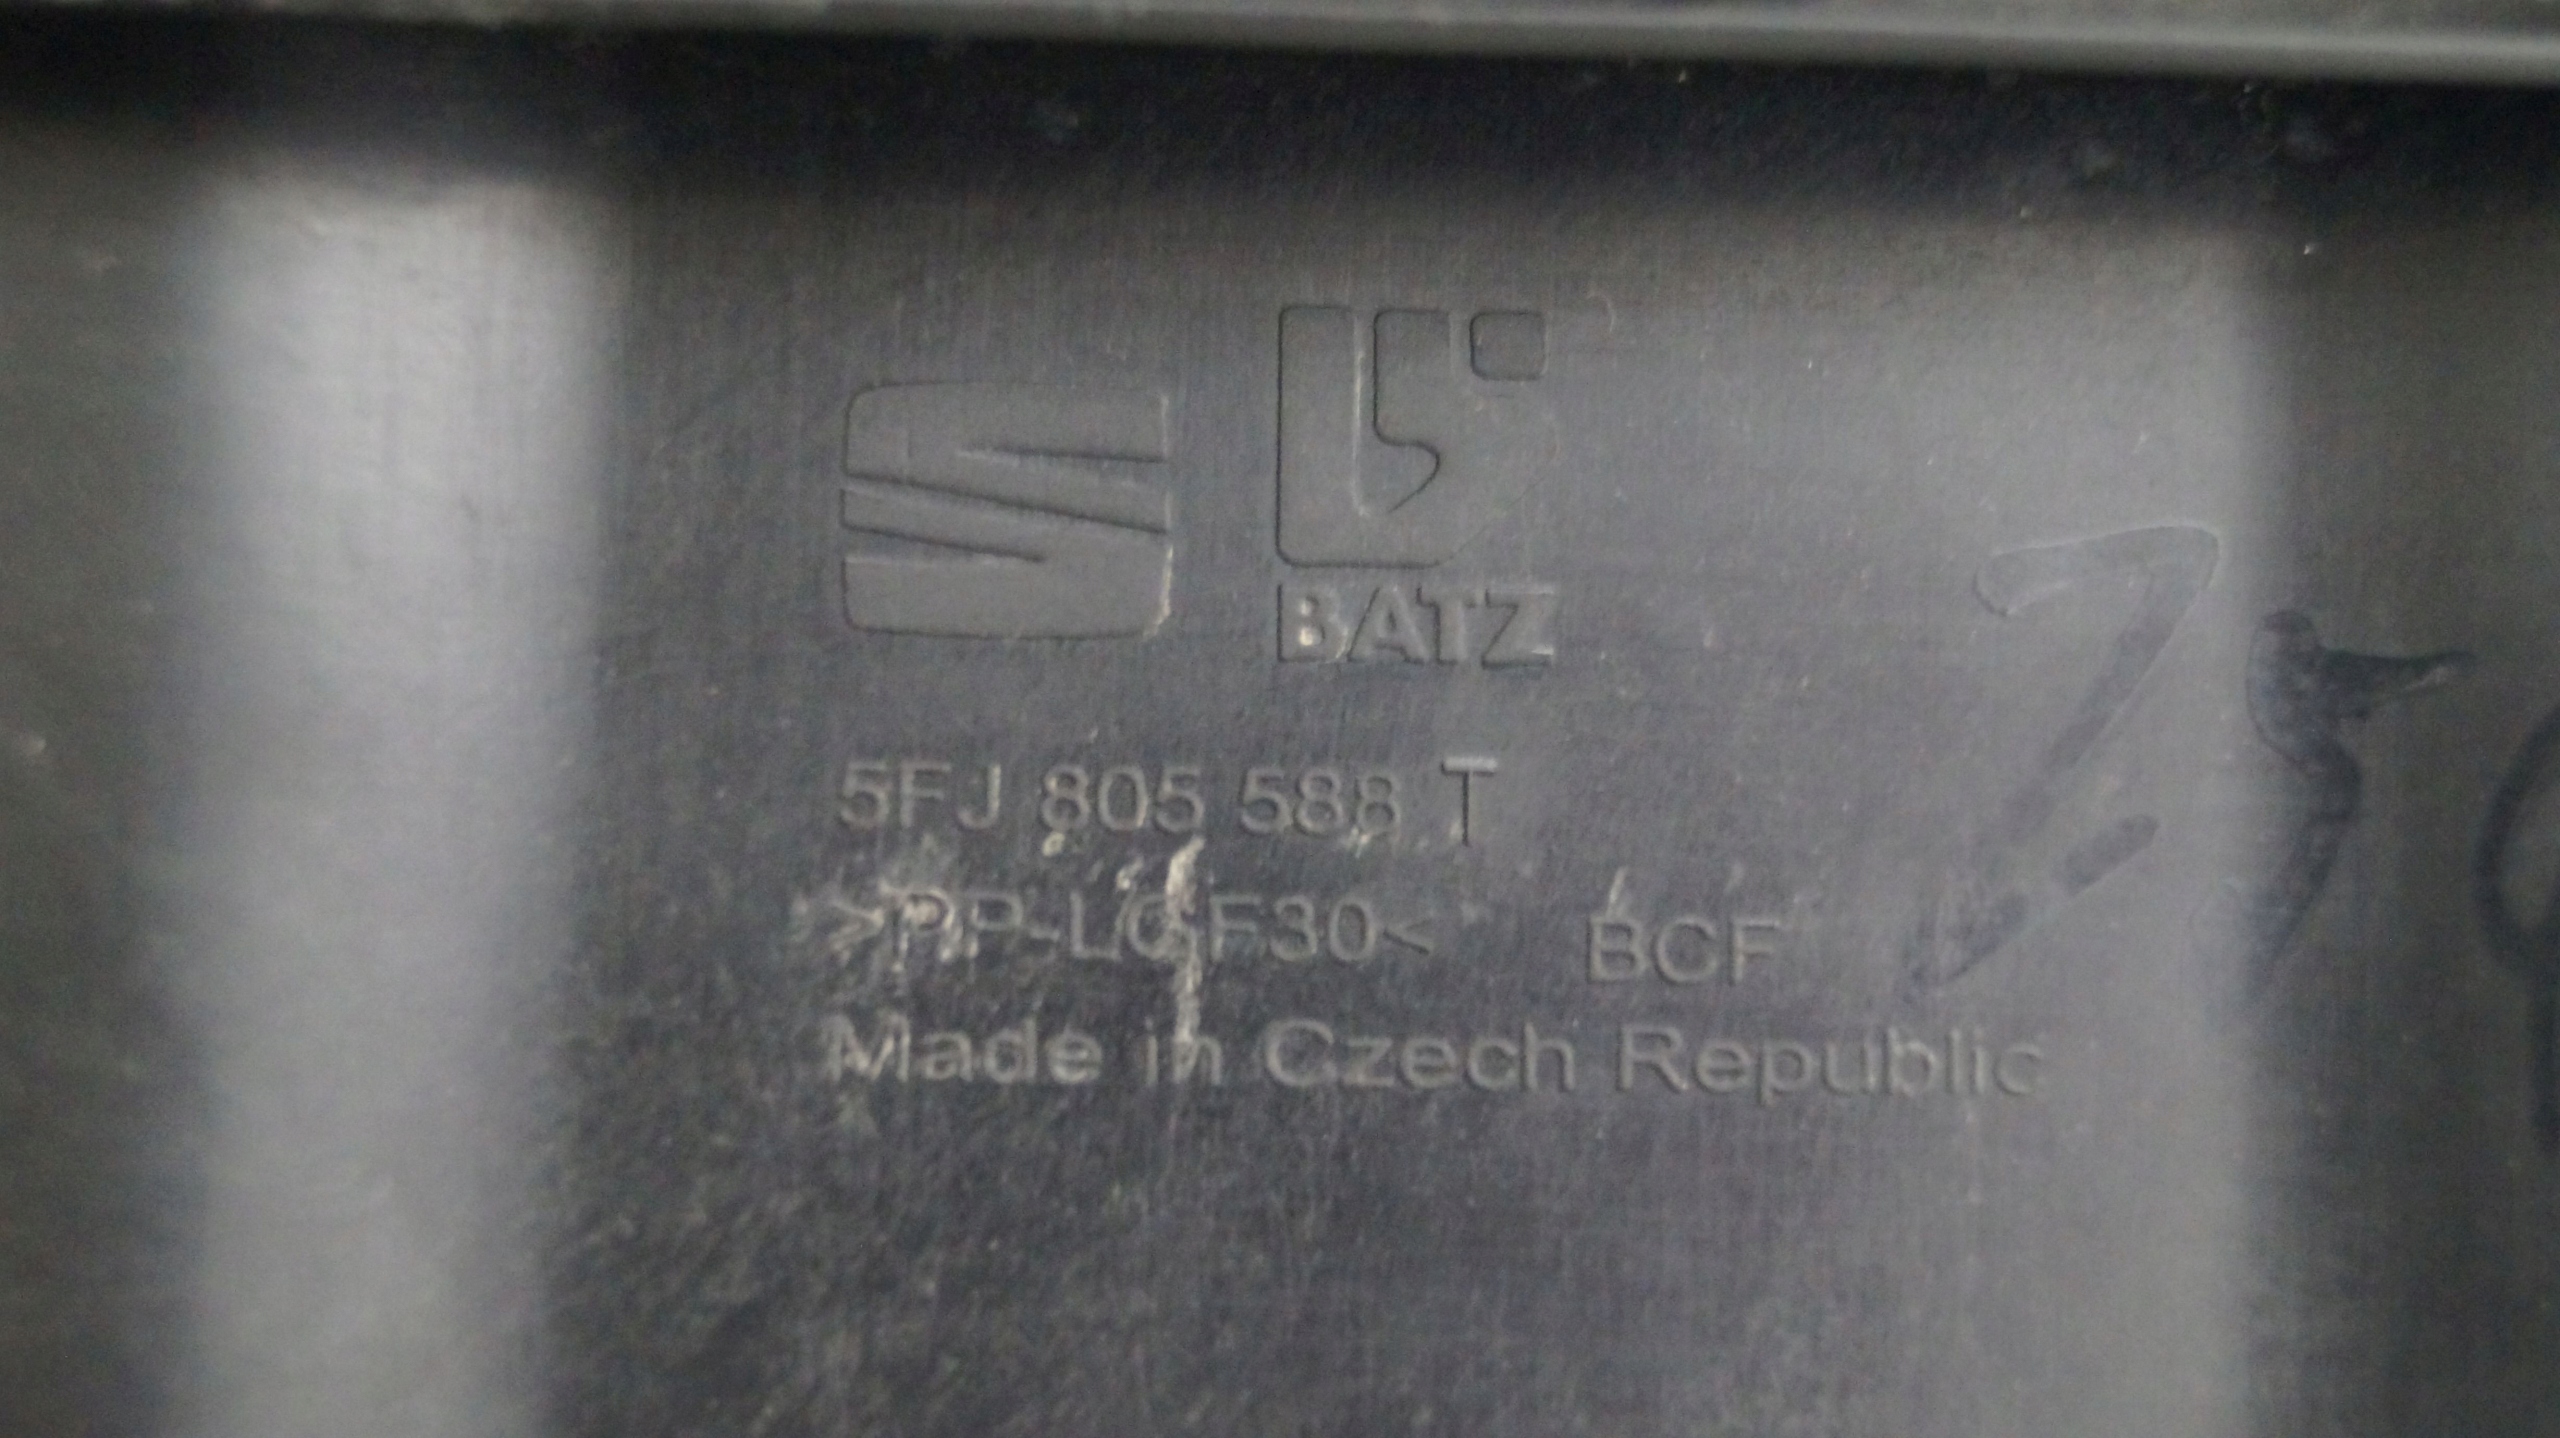 BATZ
5FJ 805 588 T
>PP-LGF30< BCF
Made in Czech Republic